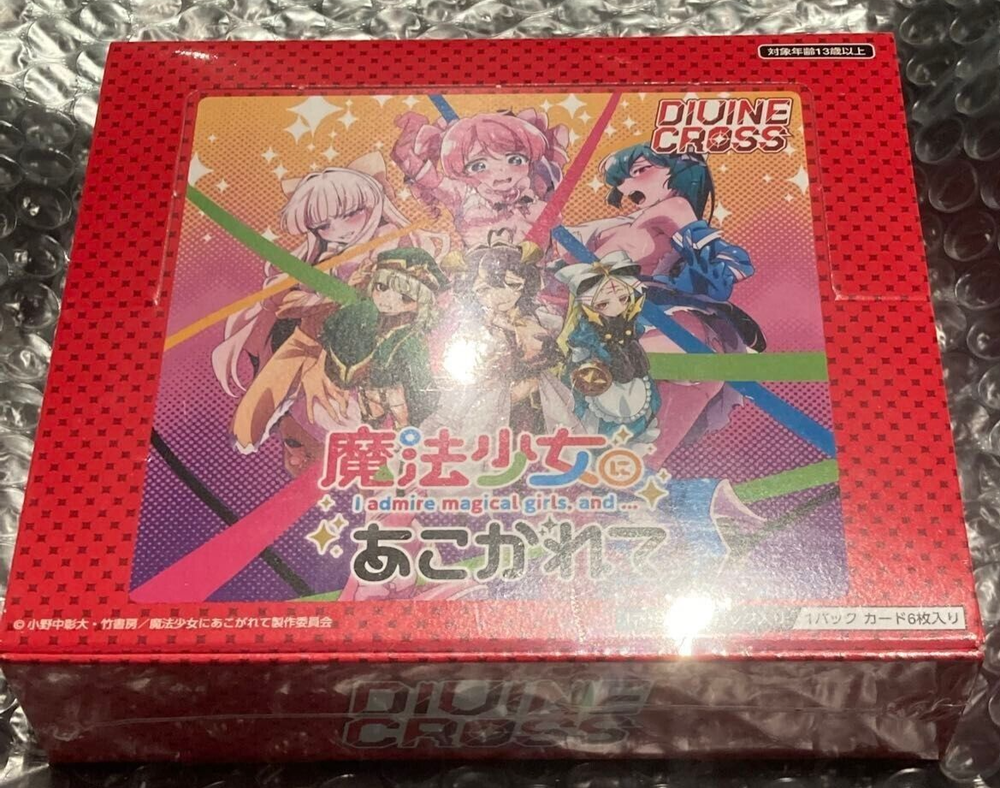 対象年齢13歳以上
DIVINE
CROSS
魔法少女に
I admire magical girls, and ...
あこがれて
© 小野中彰大・竹書房／魔法少女にあこがれて製作委員会
1パック カード6枚入り
DIVINE
CROSS